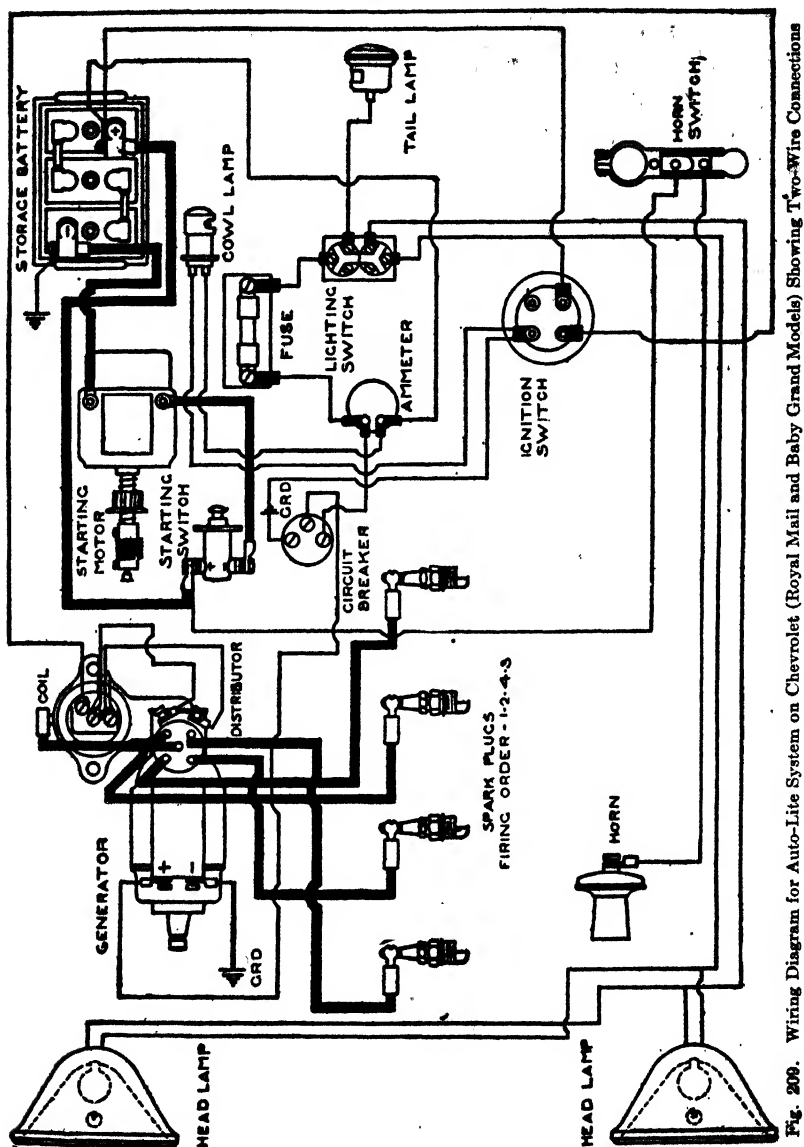 STORAGE BATTERY
+
-
COWL LAMP
TAIL LAMP
HORN
SWITCH
STARTING
MOTOR
STARTING
SWITCH
FUSE
LIGHTING
SWITCH
AMMETER
IGNITION
SWITCH
GRD
CIRCUIT
BREAKER
COIL
DISTRIBUTOR
GENERATOR
+
-
GRD
SPARK PLUGS
FIRING ORDER - 1-2-4-3
HORN
HEAD LAMP
HEAD LAMP
Fig. 209. Wiring Diagram for Auto-Lite System on Chevrolet (Royal Mail and Baby Grand Models) Showing Two-Wire Connections